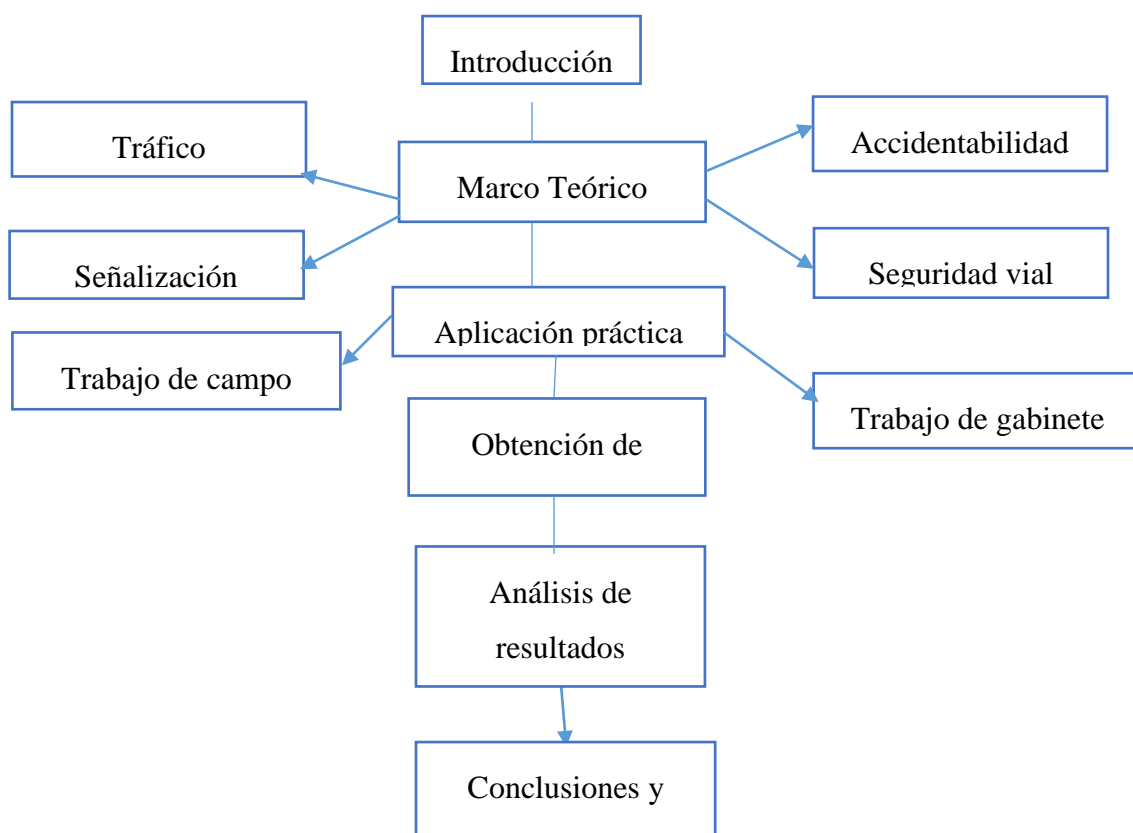 Introducción
Tráfico
Accidentabilidad
Marco Teórico
Señalización
Seguridad vial
Aplicación práctica
Trabajo de campo
Trabajo de gabinete
Obtención de
Análisis de
resultados
Conclusiones y